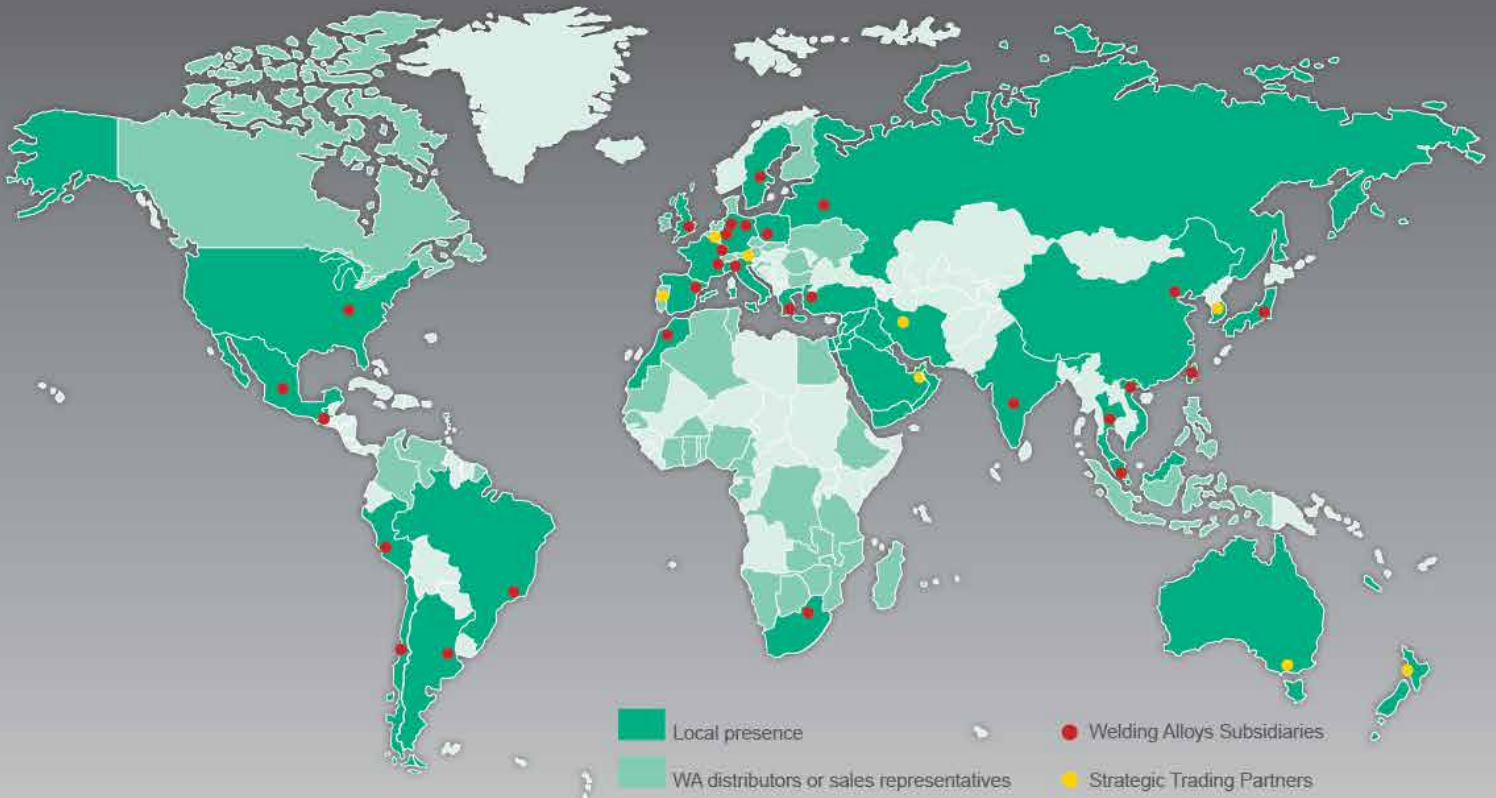 Local presence
WA distributors or sales representatives
Welding Alloys Subsidiaries
Strategic Trading Partners